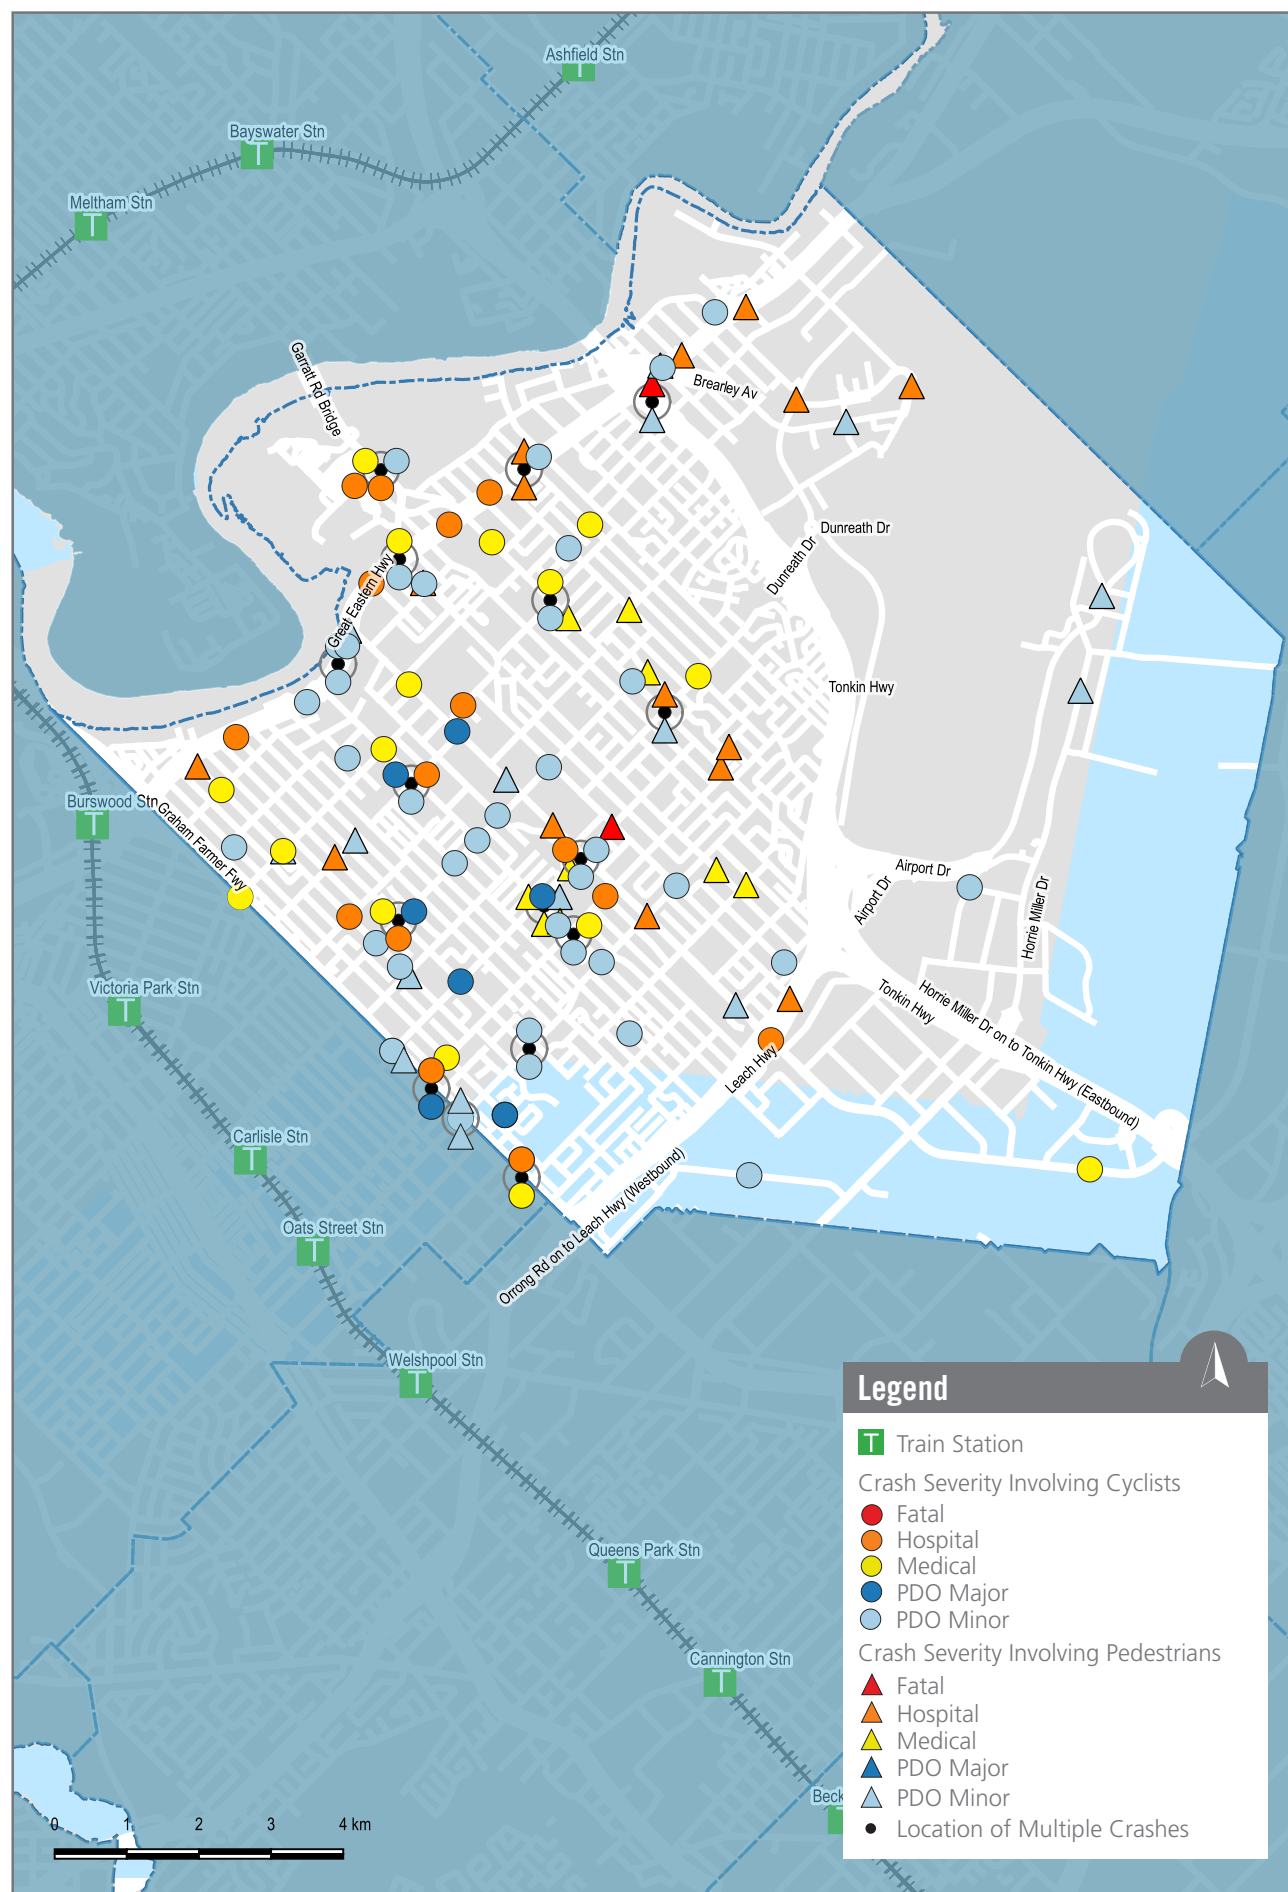 Ashfield Stn
T
Bayswater Stn
T
Meltham Stn
T
Garratt Rd Bridge
Brearley Av
Dunreath Dr
Dunreath Dr
Great Eastern Hwy
Tonkin Hwy
Burswood Stn
T
Graham Farmer Fwy
Airport Dr
Airport Dr
Horrie Miller Dr
Victoria Park Stn
T
Tonkin Hwy
Horrie Miller Dr on to Tonkin Hwy (Eastbound)
Leach Hwy
Carlisle Stn
T
Orrong Rd on to Leach Hwy (Westbound)
Oats Street Stn
T
Welshpool Stn
T
Queens Park Stn
T
Cannington Stn
T
Beck
0 1 2 3 4 km
Legend
T Train Station
Crash Severity Involving Cyclists
Fatal
Hospital
Medical
PDO Major
PDO Minor
Crash Severity Involving Pedestrians
Fatal
Hospital
Medical
PDO Major
PDO Minor
Location of Multiple Crashes